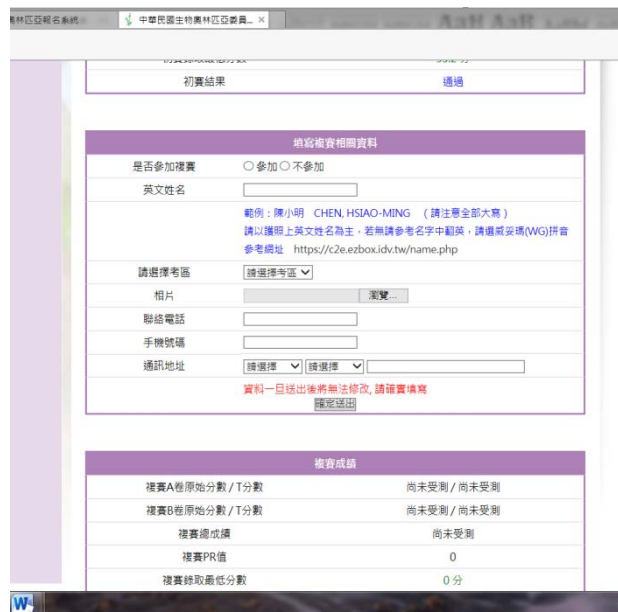 奧林匹亞報名系統
中華民國生物奧林匹亞委員... ×
初賽結果 通過
填寫複賽相關資料
是否參加複賽 參加 不參加
英文姓名
範例：陳小明 CHEN, HSIAO-MING （請注意全部大寫）
請以護照上英文姓名為主，若無請參考名字中翻英，請選威妥瑪(WG)拼音
參考網址 https://c2e.ezbox.idv.tw/name.php
請選擇考區 請選擇考區
相片 瀏覽...
聯絡電話
手機號碼
通訊地址 請選擇 請選擇
資料一旦送出後將無法修改, 請確實填寫
確定送出
複賽成績
複賽A卷原始分數 / T分數 尚未受測 / 尚未受測
複賽B卷原始分數 / T分數 尚未受測 / 尚未受測
複賽總成績 尚未受測
複賽PR值 0
複賽錄取最低分數 0 分